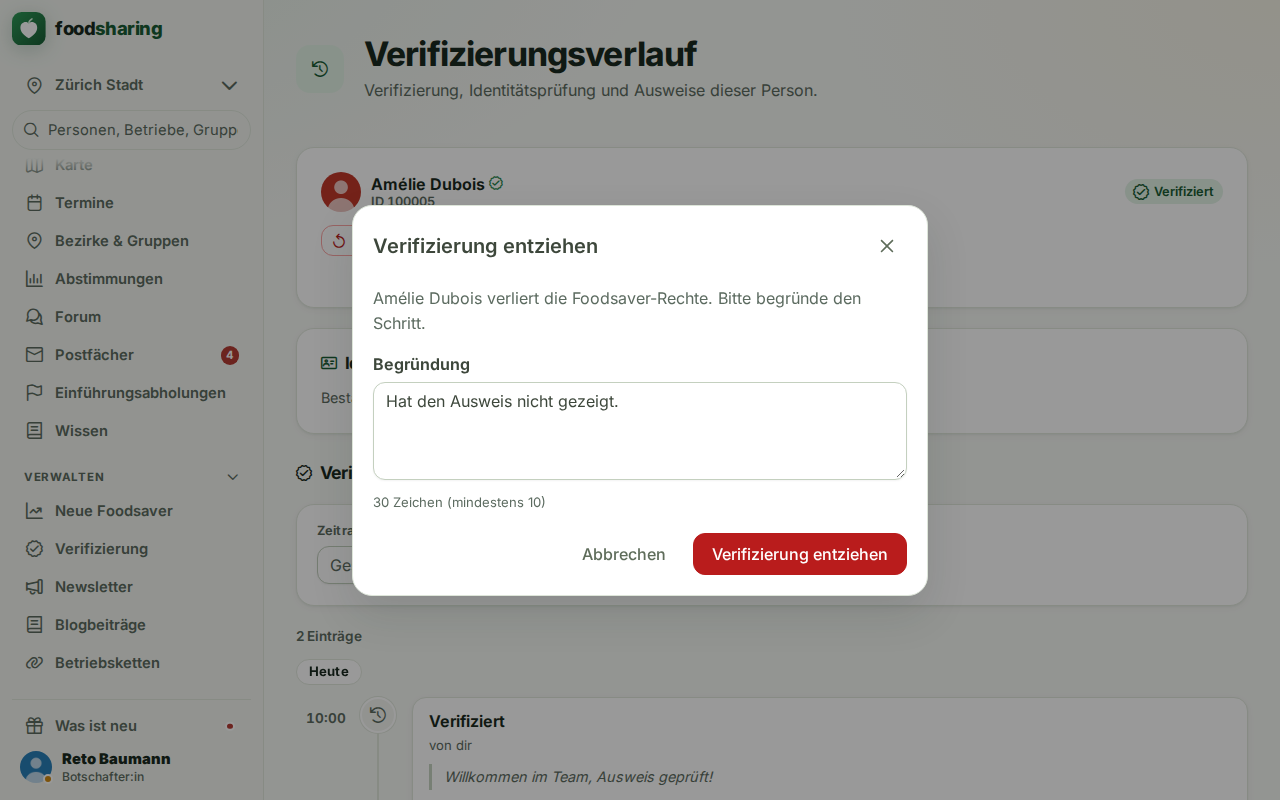 foodsharing
Zürich Stadt
Personen, Betriebe, Grupp
Karte
Termine
Bezirke & Gruppen
Abstimmungen
Forum
Postfächer
4
Einführungsabholungen
Wissen
VERWALTEN
Neue Foodsaver
Verifizierung
Newsletter
Blogbeiträge
Betriebsketten
Was ist neu
Reto Baumann
Botschafter:in
Verifizierungsverlauf
Verifizierung, Identitätsprüfung und Ausweise dieser Person.
Amélie Dubois
ID 100005
Verifiziert
Verifizierung entziehen
Amélie Dubois verliert die Foodsaver-Rechte. Bitte begründe den
Schritt.
Begründung
Hat den Ausweis nicht gezeigt.
30 Zeichen (mindestens 10)
Abbrechen
Verifizierung entziehen
2 Einträge
Heute
10:00
Verifiziert
von dir
Willkommen im Team, Ausweis geprüft!